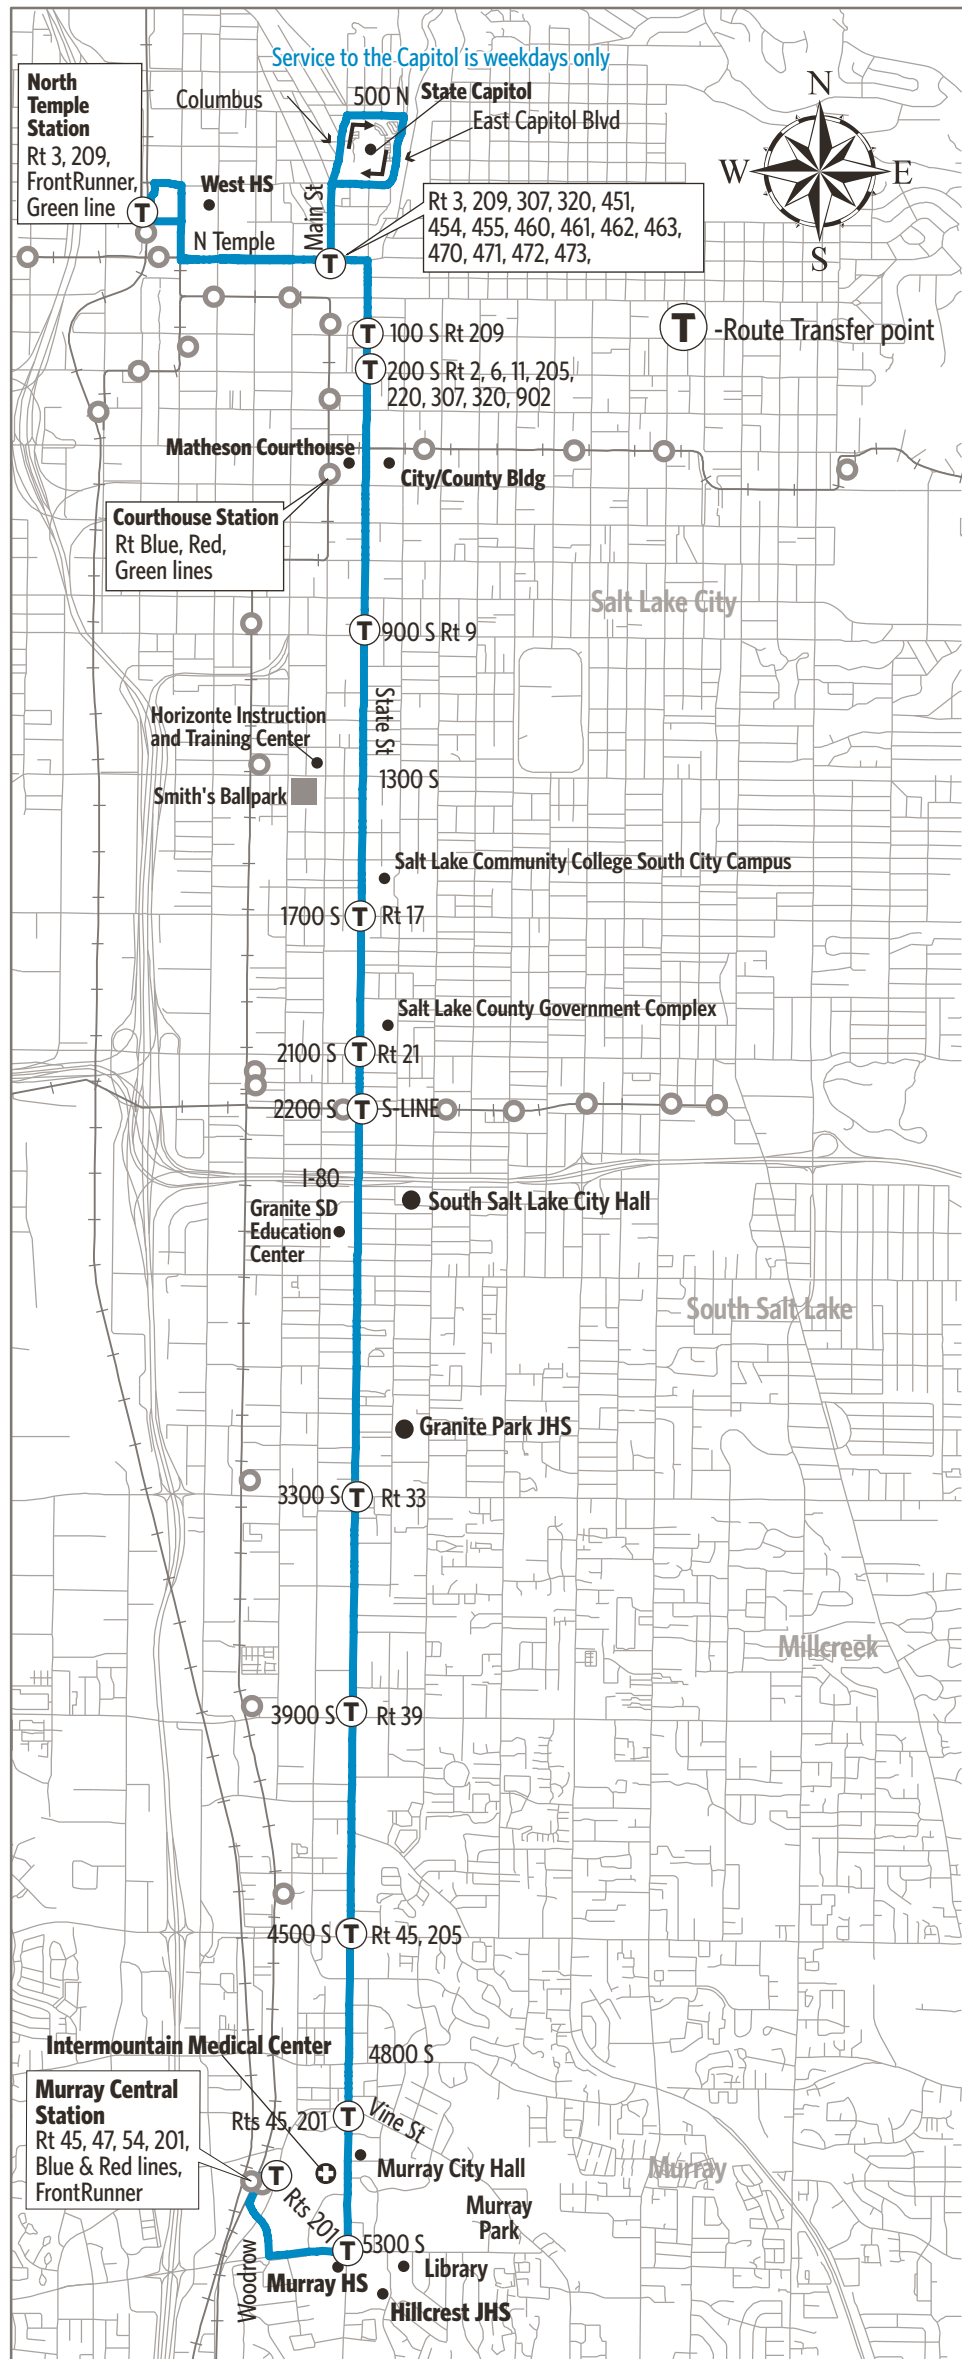 Service to the Capitol is weekdays only
North
Temple
Station
Rt 3, 209,
FrontRunner,
Green line
Columbus
500 N
State Capitol
East Capitol Blvd
N
W
E
S
West HS
Main St
Rt 3, 209, 307, 320, 451,
454, 455, 460, 461, 462, 463,
470, 471, 472, 473,
T
N Temple
T
T
100 S Rt 209
T
-Route Transfer point
T
200 S Rt 2, 6, 11, 205,
220, 307, 320, 902
Matheson Courthouse
City/County Bldg
Courthouse Station
Rt Blue, Red,
Green lines
Salt Lake City
T
900 S Rt 9
State St
Horizonte Instruction
and Training Center
1300 S
Smith's Ballpark
Salt Lake Community College South City Campus
1700 S
T
Rt 17
Salt Lake County Government Complex
2100 S
T
Rt 21
2200 S
T
S-LINE
I-80
South Salt Lake City Hall
Granite SD
Education
Center
South Salt Lake
Granite Park JHS
3300 S
T
Rt 33
Millcreek
3900 S
T
Rt 39
4500 S
T
Rt 45, 205
Intermountain Medical Center
4800 S
Murray Central
Station
Rt 45, 47, 54, 201,
Blue & Red lines,
FrontRunner
Rts 45, 201
T
Vine St
Murray City Hall
Murray
T
Rts 201
Murray
Park
T
5300 S
Woodrow
Murray HS
Library
Hillcrest JHS